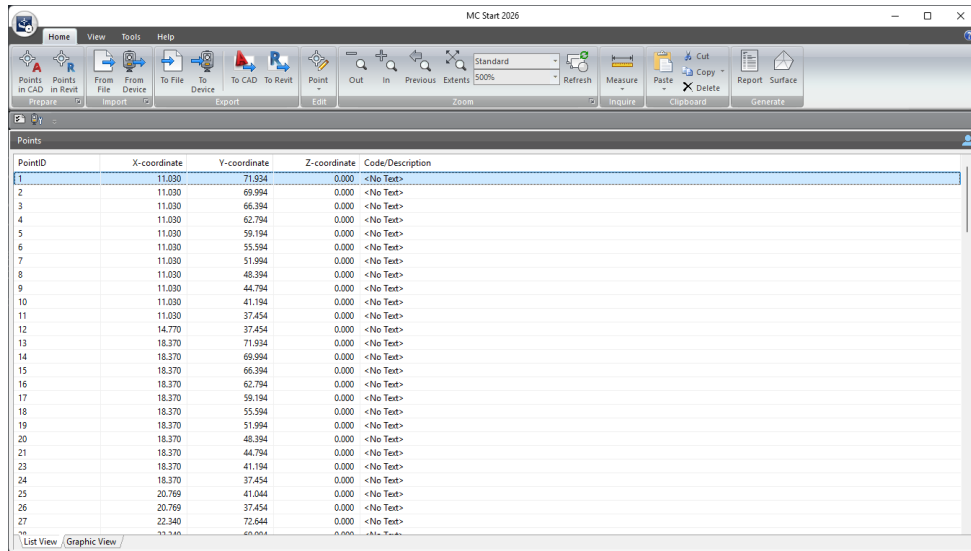 MC Start 2026
Home View Tools Help
Points in CAD Points in Revit From File From Device To File To Device To CAD To Revit Point Out In Previous Extents Standard 500% Refresh Measure Paste Cut Copy Delete Report Surface
Prepare Import Export Edit Zoom Inquire Clipboard Generate
Points
PointID X-coordinate Y-coordinate Z-coordinate Code/Description
1 11.030 71.934 0.000 <No Text>
2 11.030 69.994 0.000 <No Text>
3 11.030 66.394 0.000 <No Text>
4 11.030 62.794 0.000 <No Text>
5 11.030 59.194 0.000 <No Text>
6 11.030 55.594 0.000 <No Text>
7 11.030 51.994 0.000 <No Text>
8 11.030 48.394 0.000 <No Text>
9 11.030 44.794 0.000 <No Text>
10 11.030 41.194 0.000 <No Text>
11 11.030 37.454 0.000 <No Text>
12 14.770 37.454 0.000 <No Text>
13 18.370 71.934 0.000 <No Text>
14 18.370 69.994 0.000 <No Text>
15 18.370 66.394 0.000 <No Text>
16 18.370 62.794 0.000 <No Text>
17 18.370 59.194 0.000 <No Text>
18 18.370 55.594 0.000 <No Text>
19 18.370 51.994 0.000 <No Text>
20 18.370 48.394 0.000 <No Text>
21 18.370 44.794 0.000 <No Text>
23 18.370 41.194 0.000 <No Text>
24 18.370 37.454 0.000 <No Text>
25 20.769 41.044 0.000 <No Text>
26 20.769 37.454 0.000 <No Text>
27 22.340 72.644 0.000 <No Text>
List View Graphic View